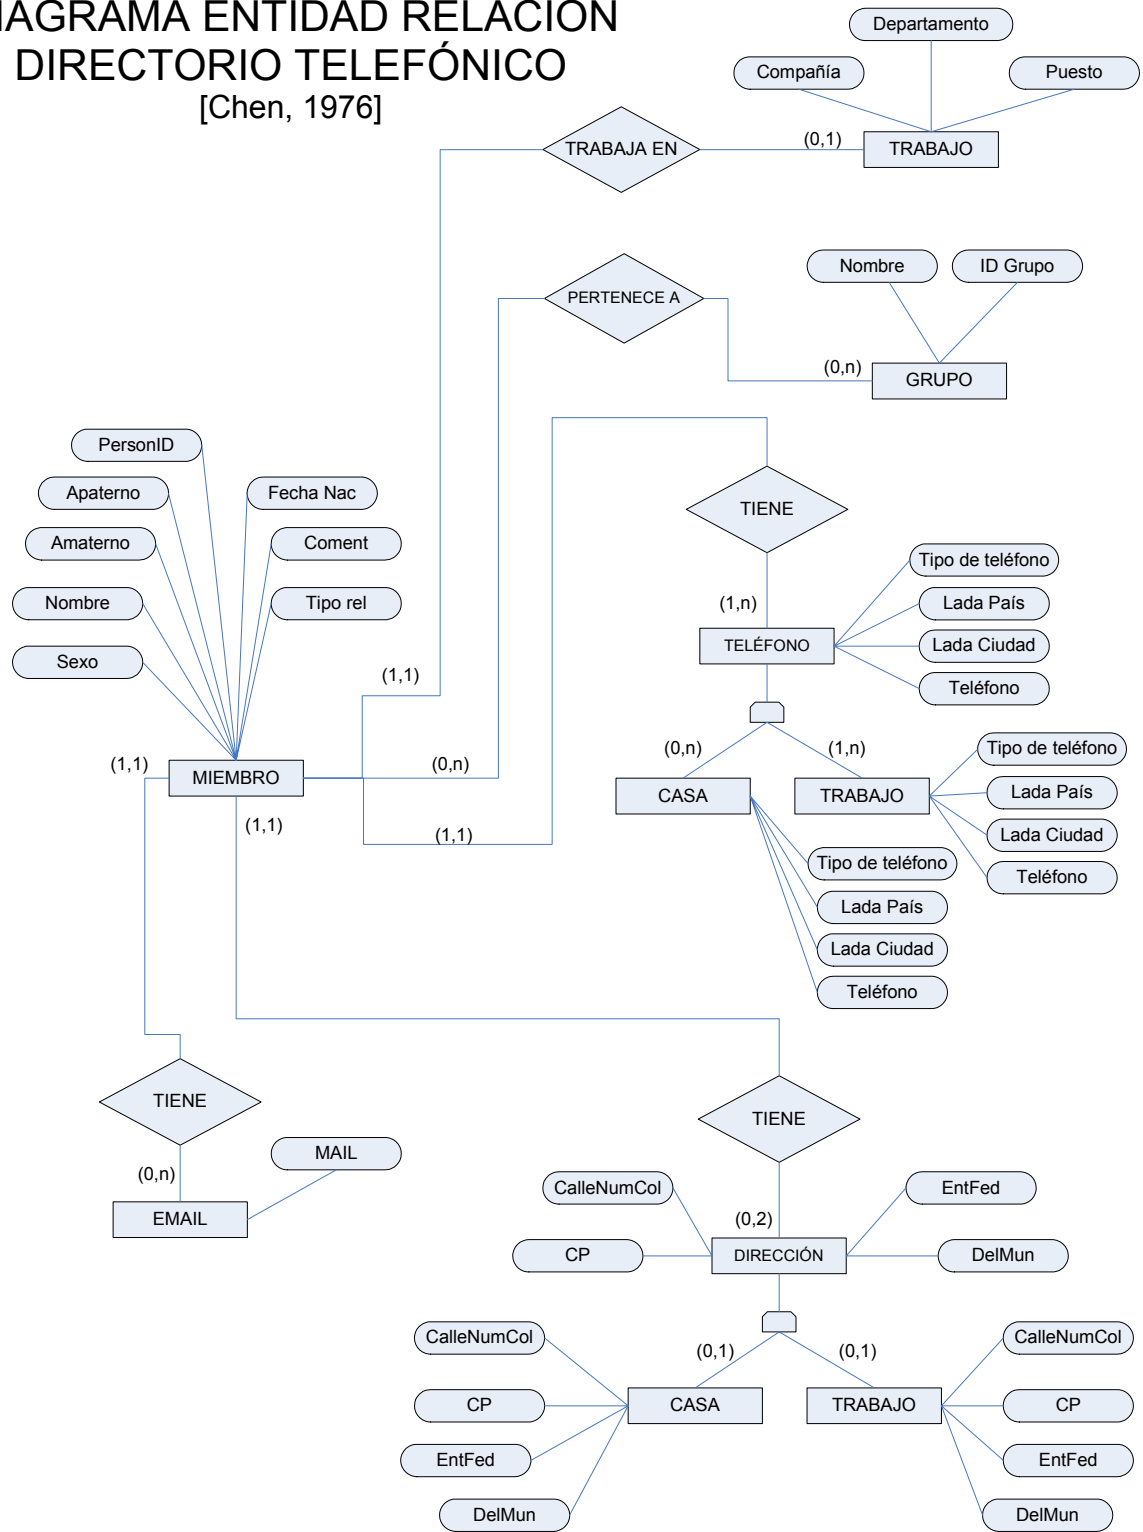 IAGRAMA ENTIDAD RELACIÓN
DIRECTORIO TELEFÓNICO
[Chen, 1976]
Departamento
Compañía
Puesto
TRABAJA EN
(0,1)
TRABAJO
Nombre
ID Grupo
PERTENECE A
(0,n)
GRUPO
PersonID
Apaterno
Fecha Nac
Amaterno
Coment
Nombre
Tipo rel
Sexo
TIENE
(1,n)
TELÉFONO
Tipo de teléfono
Lada País
Lada Ciudad
Teléfono
(1,1)
(1,1)
MIEMBRO
(0,n)
(1,1)
(1,1)
(0,n)
(1,n)
CASA
TRABAJO
Tipo de teléfono
Lada País
Lada Ciudad
Teléfono
Tipo de teléfono
Lada País
Lada Ciudad
Teléfono
TIENE
(0,n)
MAIL
EMAIL
TIENE
CalleNumCol
EntFed
(0,2)
CP
DIRECCIÓN
DelMun
(0,1)
(0,1)
CalleNumCol
CP
EntFed
DelMun
CASA
TRABAJO
CalleNumCol
CP
EntFed
DelMun